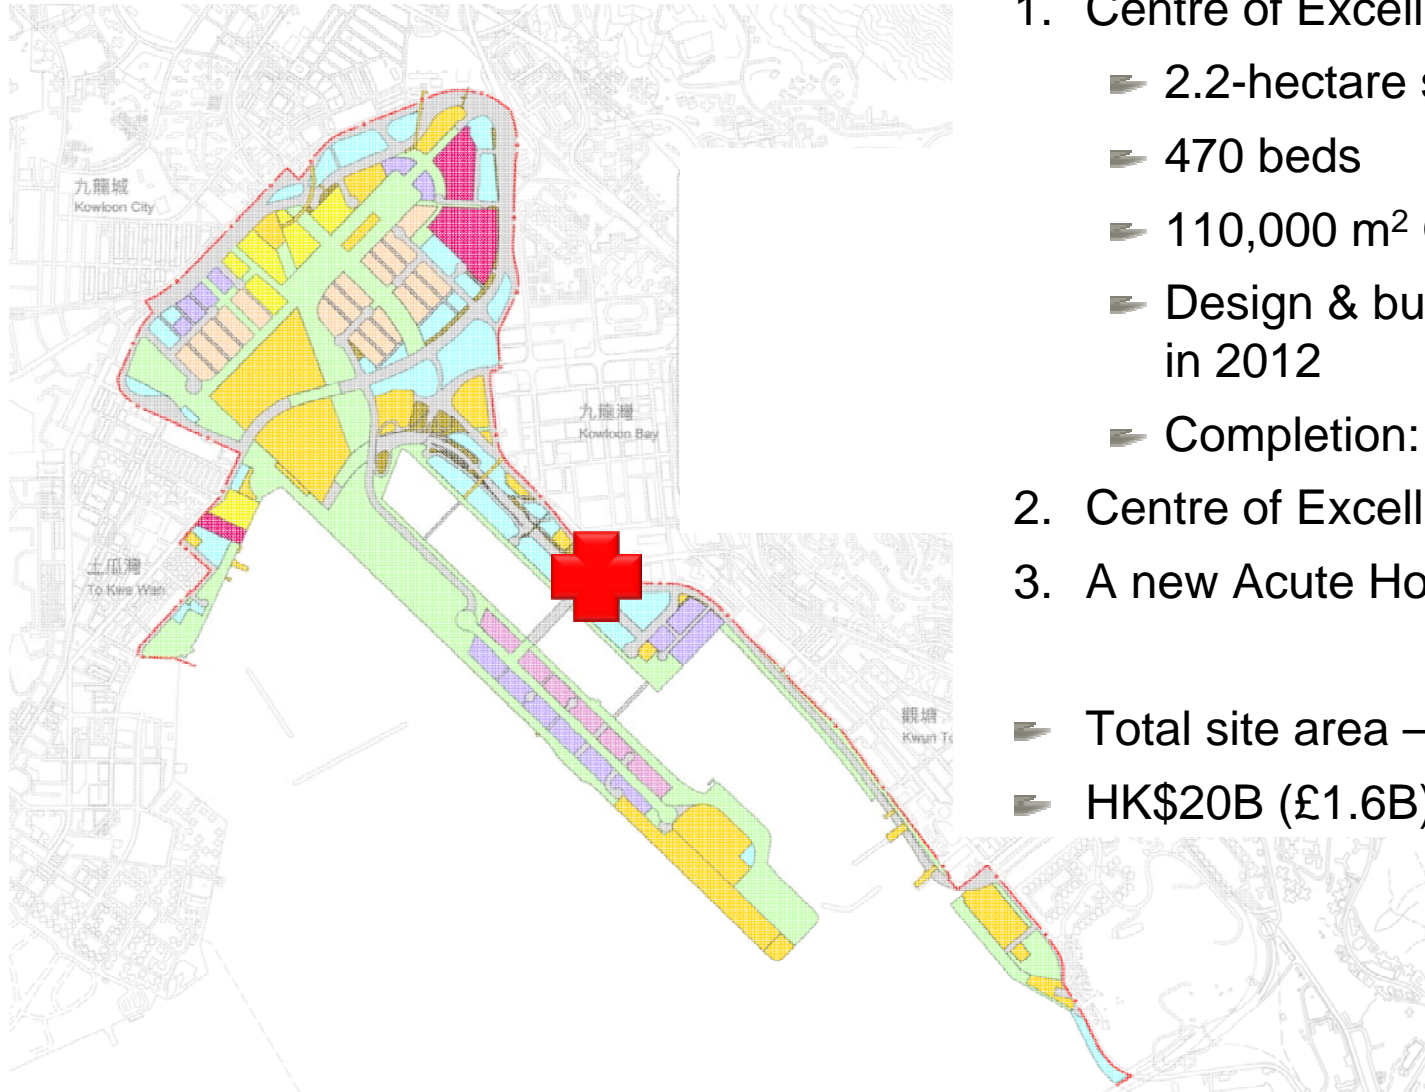 1. Centre of Excell
2.2-hectare
470 beds
110,000 m²
Design & bu
in 2012
Completion:
2. Centre of Excell
3. A new Acute Ho
Total site area –
HK$20B (£1.6B)
九龍城
Kowloon City
九龍灣
Kowloon Bay
土瓜灣
To Kwa Wan
觀塘
Kwun T